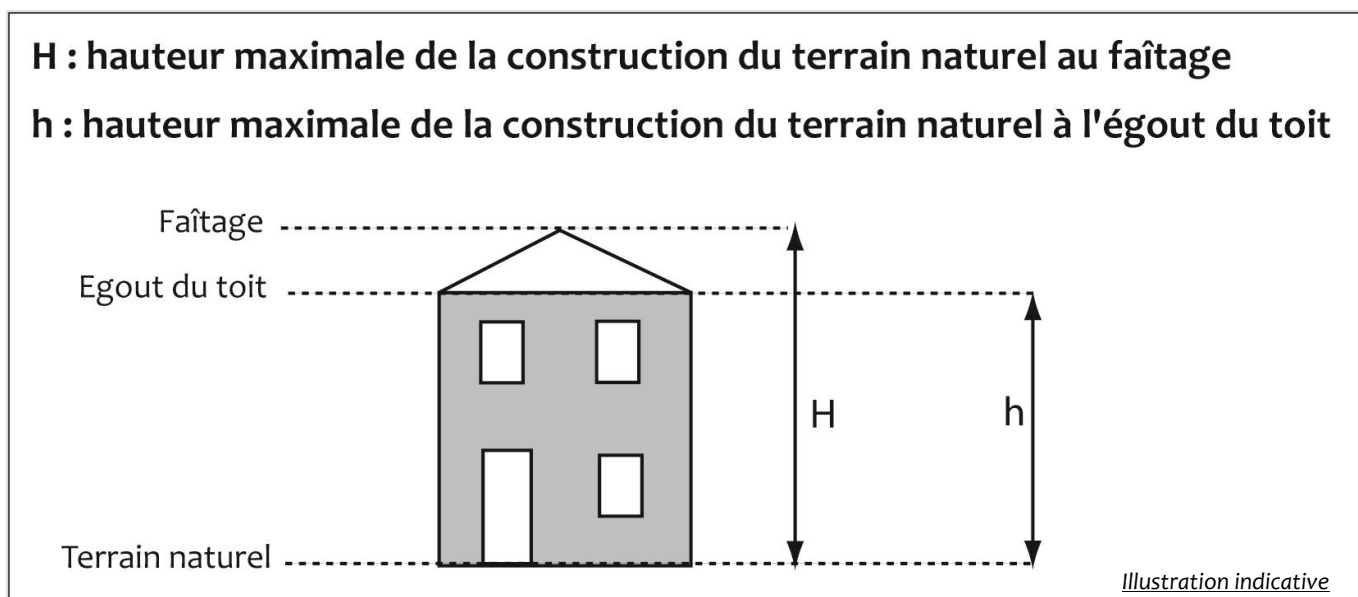 H : hauteur maximale de la construction du terrain naturel au faîtage
h : hauteur maximale de la construction du terrain naturel à l'égout du toit
Faîtage
Egout du toit
H
h
Terrain naturel
Illustration indicative